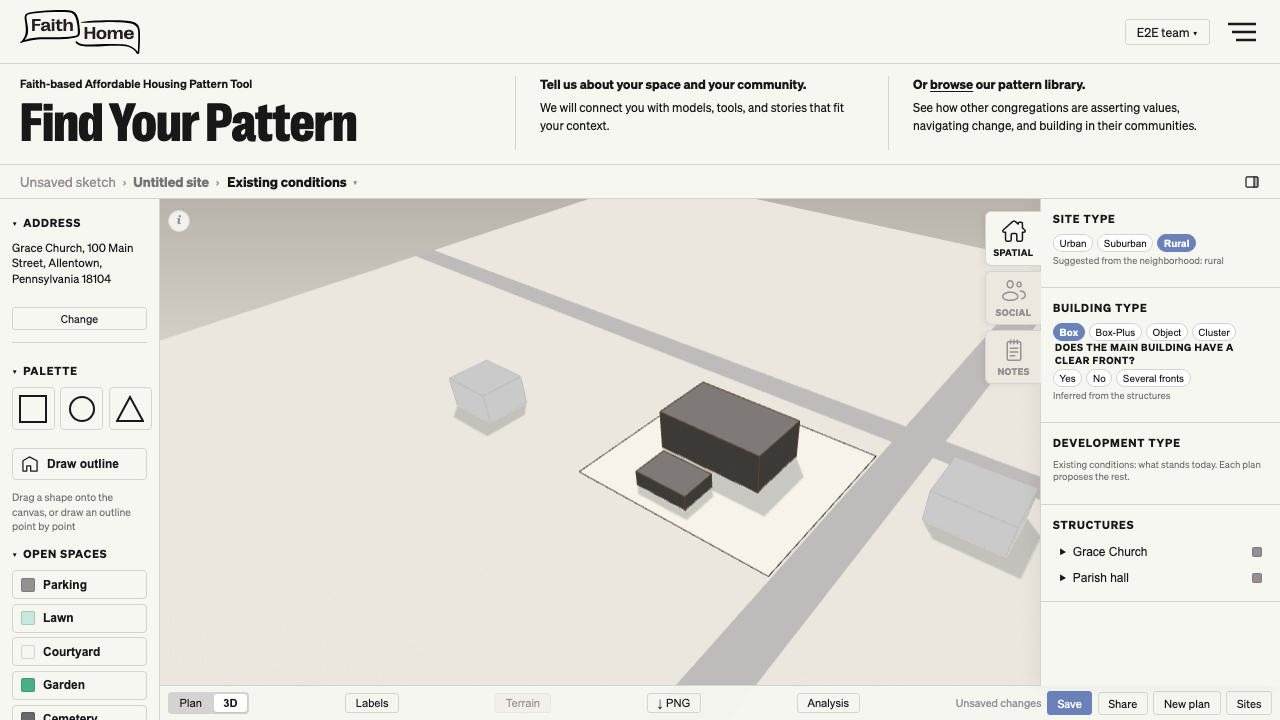 Faith Home
E2E team ▾
Faith-based Affordable Housing Pattern Tool
Find Your Pattern
Tell us about your space and your community.
We will connect you with models, tools, and stories that fit
your context.
Or browse our pattern library.
See how other congregations are asserting values,
navigating change, and building in their communities.
Unsaved sketch › Untitled site › Existing conditions ▾
▾ ADDRESS
Grace Church, 100 Main
Street, Allentown,
Pennsylvania 18104
Change
▾ PALETTE
Draw outline
Drag a shape onto the
canvas, or draw an outline
point by point
▾ OPEN SPACES
Parking
Lawn
Courtyard
Garden
Cemetery
i
SPATIAL
SOCIAL
NOTES
SITE TYPE
Urban Suburban Rural
Suggested from the neighborhood: rural
BUILDING TYPE
Box Box-Plus Object Cluster
DOES THE MAIN BUILDING HAVE A
CLEAR FRONT?
Yes No Several fronts
Inferred from the structures
DEVELOPMENT TYPE
Existing conditions: what stands today. Each plan
proposes the rest.
STRUCTURES
▶ Grace Church
▶ Parish hall
Plan 3D Labels Terrain ↓ PNG Analysis Unsaved changes Save Share New plan Sites